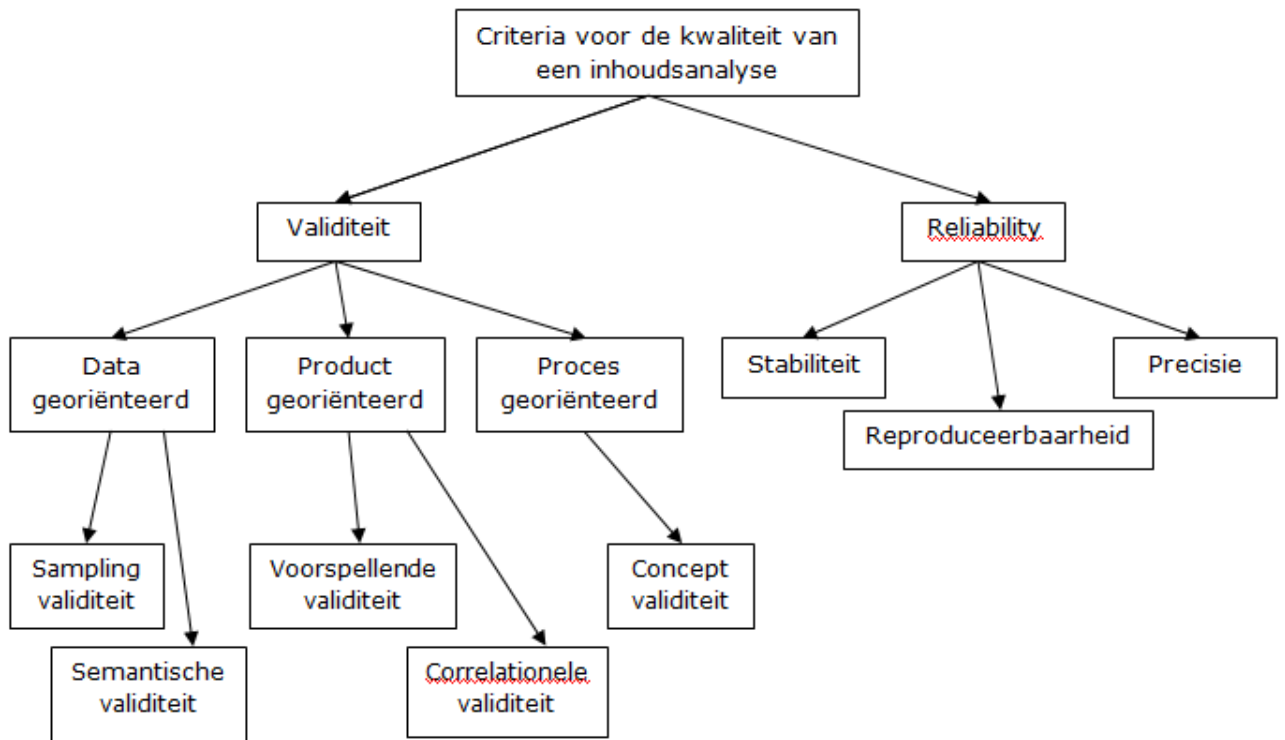 Criteria voor de kwaliteit van
een inhoudsanalyse
Validiteit
Reliability
Data
georiënteerd
Product
georiënteerd
Proces
georiënteerd
Stabiliteit
Precisie
Reproduceerbaarheid
Sampling
validiteit
Voorspellende
validiteit
Concept
validiteit
Semantische
validiteit
Correlationele
validiteit